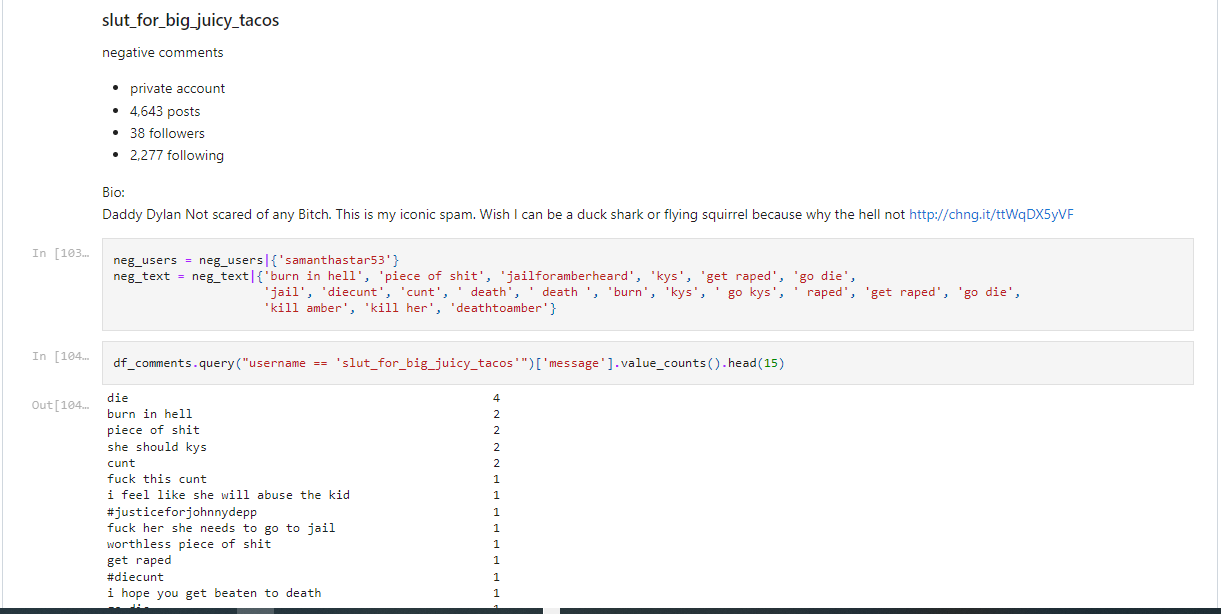 slut_for_big_juicy_tacos
negative comments
private account
4,643 posts
38 followers
2,277 following
Bio:
Daddy Dylan Not scared of any Bitch. This is my iconic spam. Wish I can be a duck shark or flying squirrel because why the hell not http://chng.it/ttWqDX5yVF
In [103…
neg_users = neg_users|{'samanthastar53'}
neg_text = neg_text|{'burn in hell', 'piece of shit', 'jailforamberheard', 'kys', 'get raped', 'go die',
'jail', 'diecunt', 'cunt', ' death', ' death ', 'burn', 'kys', ' go kys', ' raped', 'get raped', 'go die',
'kill amber', 'kill her', 'deathtoamber'}
In [104…
df_comments.query("username == 'slut_for_big_juicy_tacos'")['message'].value_counts().head(15)
Out[104…
die 4
burn in hell 2
piece of shit 2
she should kys 2
cunt 2
fuck this cunt 1
i feel like she will abuse the kid 1
#justiceforjohnnydepp 1
fuck her she needs to go to jail 1
worthless piece of shit 1
get raped 1
#diecunt 1
i hope you get beaten to death 1